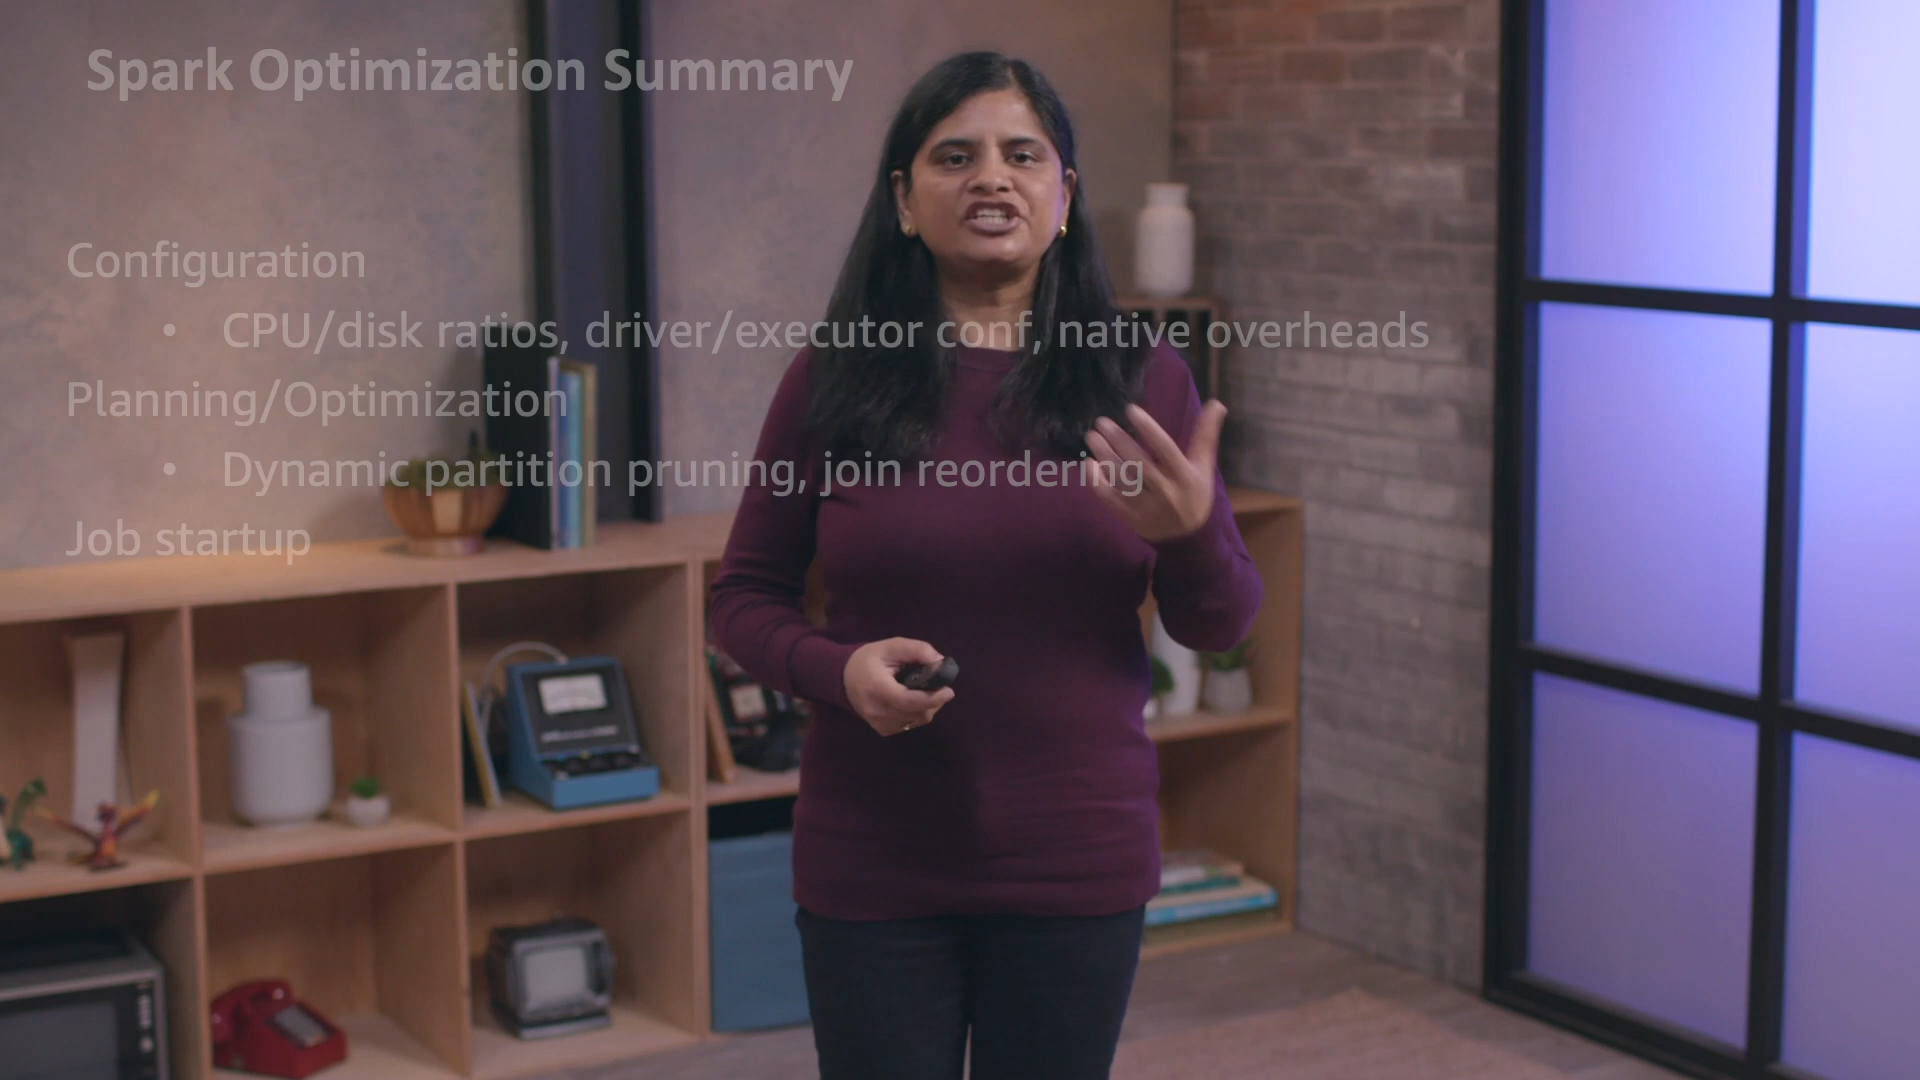 Spark Optimization Summary
Configuration
• CPU/disk ratios, driver/executor conf, native overheads
Planning/Optimization
• Dynamic partition pruning, join reordering
Job startup